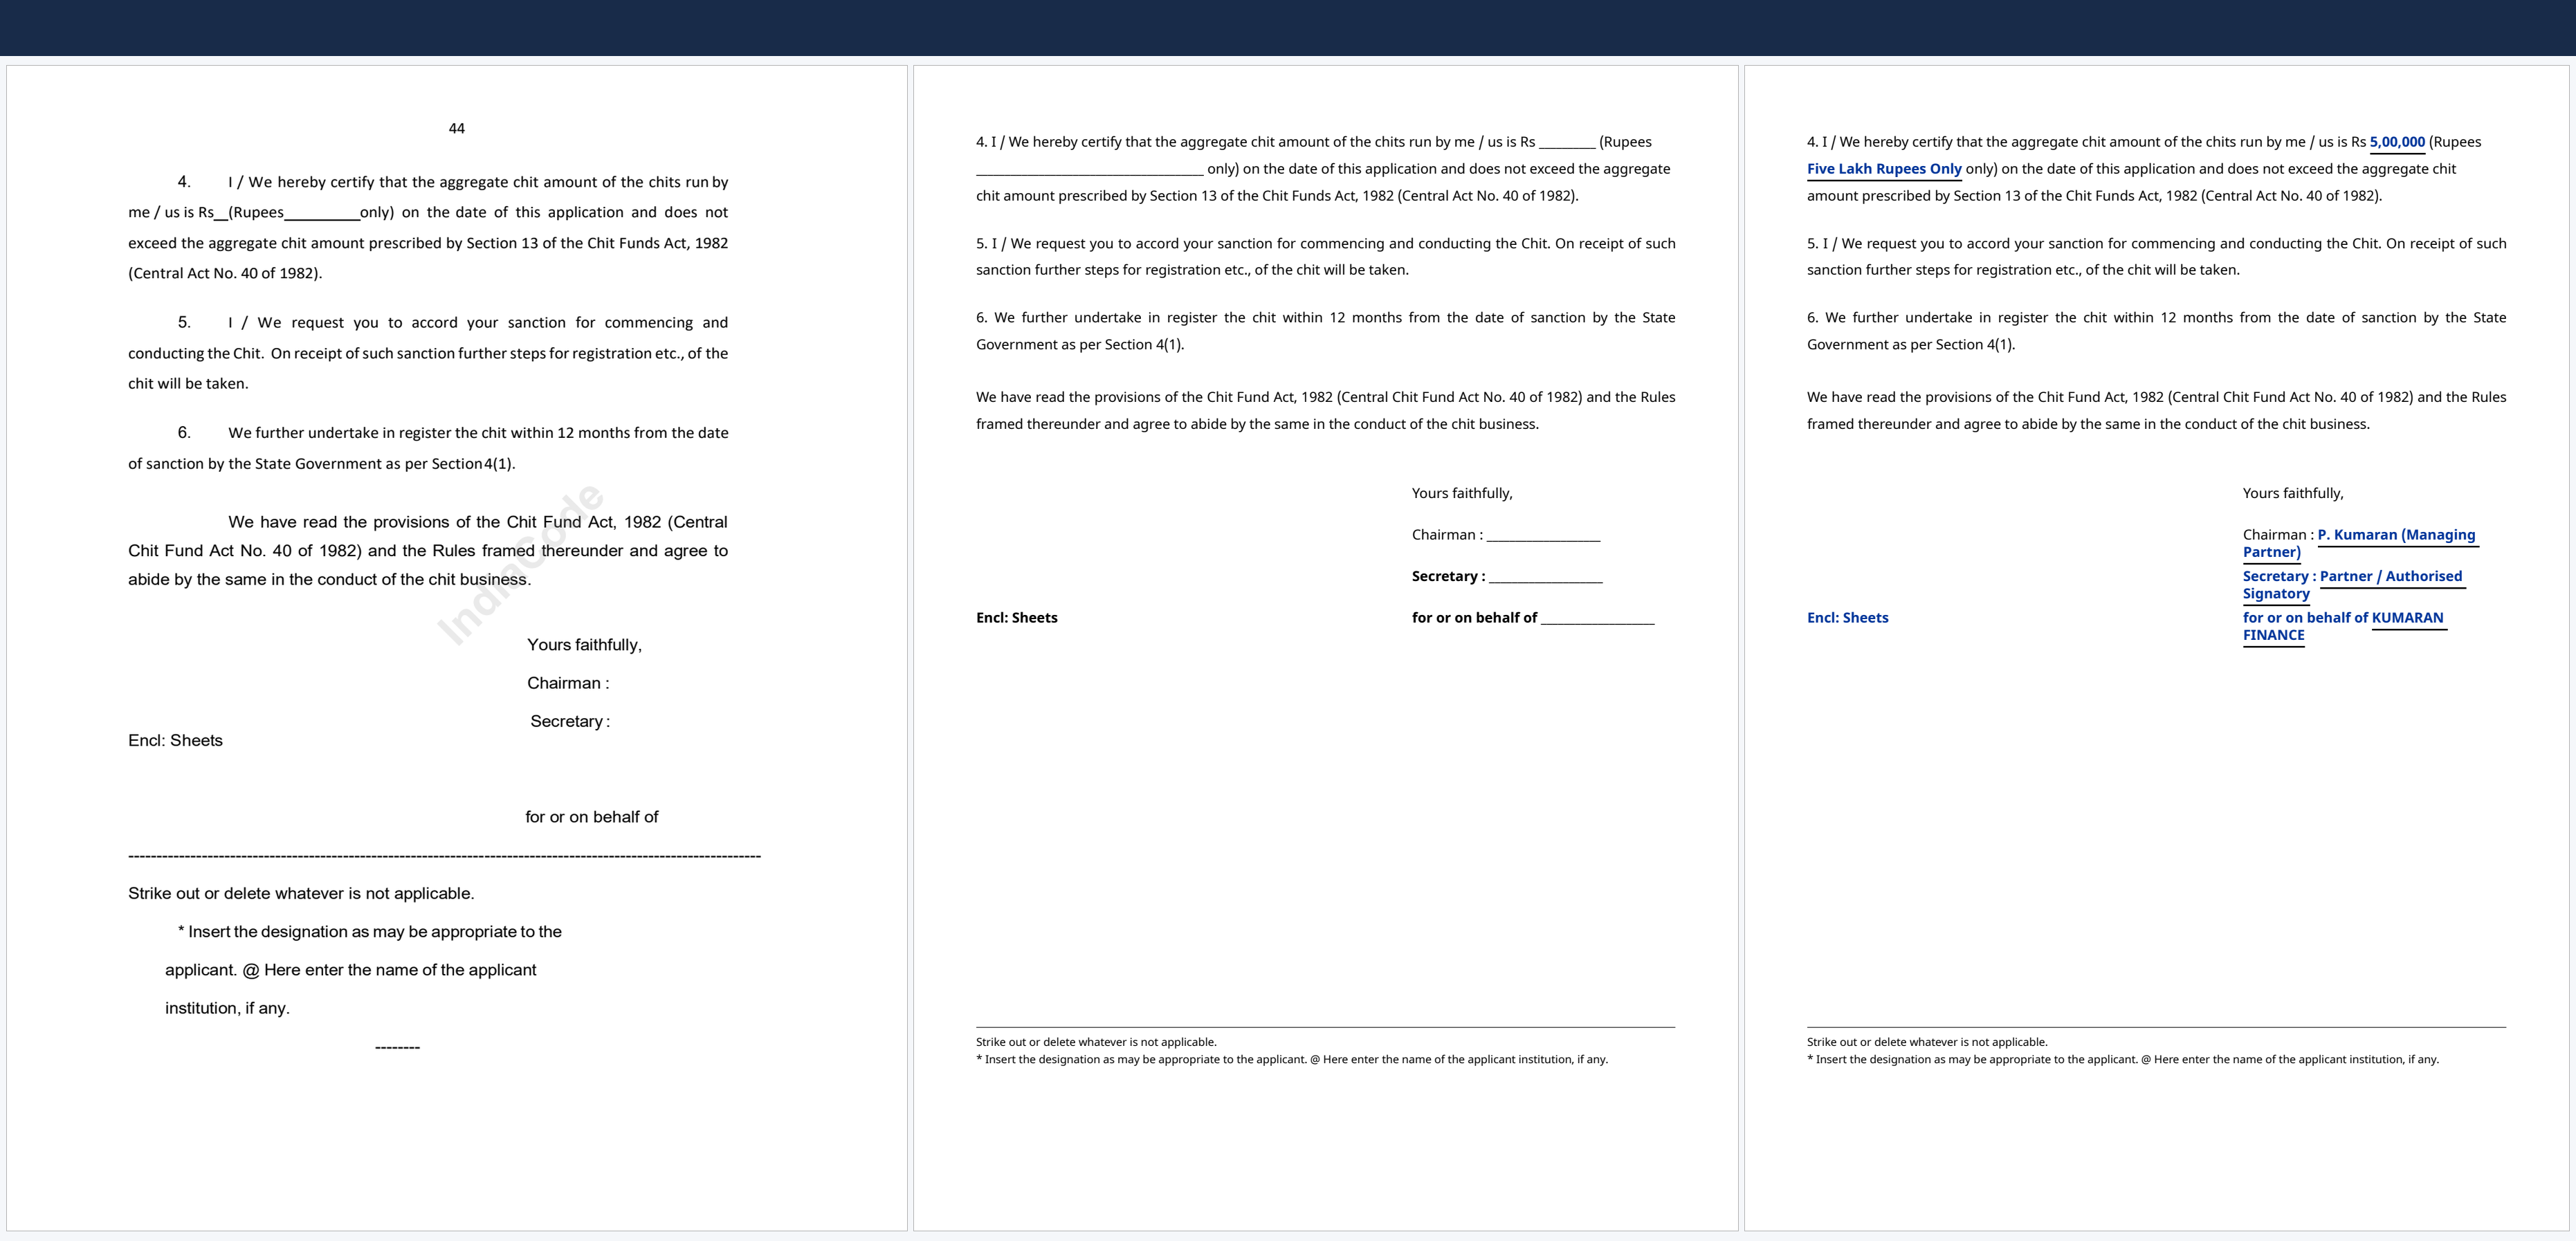 44
4. I / We hereby certify that the aggregate chit amount of the chits run by
me / us is Rs__(Rupees_________only) on the date of this application and does not
exceed the aggregate chit amount prescribed by Section 13 of the Chit Funds Act, 1982
(Central Act No. 40 of 1982).
5. I / We request you to accord your sanction for commencing and
conducting the Chit. On receipt of such sanction further steps for registration etc., of the
chit will be taken.
6. We further undertake in register the chit within 12 months from the date
of sanction by the State Government as per Section 4(1).
We have read the provisions of the Chit Fund Act, 1982 (Central
Chit Fund Act No. 40 of 1982) and the Rules framed thereunder and agree to
abide by the same in the conduct of the chit business.
IndiaCode
Yours faithfully,
Chairman :
Secretary :
Encl: Sheets
for or on behalf of
----------------------------------------------------------------------------------------------------------------
Strike out or delete whatever is not applicable.
* Insert the designation as may be appropriate to the
applicant. @ Here enter the name of the applicant
institution, if any.
--------
4. I / We hereby certify that the aggregate chit amount of the chits run by me / us is Rs ________ (Rupees
________________________________ only) on the date of this application and does not exceed the aggregate
chit amount prescribed by Section 13 of the Chit Funds Act, 1982 (Central Act No. 40 of 1982).
5. I / We request you to accord your sanction for commencing and conducting the Chit. On receipt of such
sanction further steps for registration etc., of the chit will be taken.
6. We further undertake in register the chit within 12 months from the date of sanction by the State
Government as per Section 4(1).
We have read the provisions of the Chit Fund Act, 1982 (Central Chit Fund Act No. 40 of 1982) and the Rules
framed thereunder and agree to abide by the same in the conduct of the chit business.
Yours faithfully,
Chairman : ________________
Secretary : ________________
Encl: Sheets
for or on behalf of ________________
Strike out or delete whatever is not applicable.
* Insert the designation as may be appropriate to the applicant. @ Here enter the name of the applicant institution, if any.
4. I / We hereby certify that the aggregate chit amount of the chits run by me / us is Rs 5,00,000 (Rupees
Five Lakh Rupees Only only) on the date of this application and does not exceed the aggregate chit
amount prescribed by Section 13 of the Chit Funds Act, 1982 (Central Act No. 40 of 1982).
5. I / We request you to accord your sanction for commencing and conducting the Chit. On receipt of such
sanction further steps for registration etc., of the chit will be taken.
6. We further undertake in register the chit within 12 months from the date of sanction by the State
Government as per Section 4(1).
We have read the provisions of the Chit Fund Act, 1982 (Central Chit Fund Act No. 40 of 1982) and the Rules
framed thereunder and agree to abide by the same in the conduct of the chit business.
Yours faithfully,
Chairman : P. Kumaran (Managing
Partner)
Secretary : Partner / Authorised
Signatory
Encl: Sheets
for or on behalf of KUMARAN
FINANCE
Strike out or delete whatever is not applicable.
* Insert the designation as may be appropriate to the applicant. @ Here enter the name of the applicant institution, if any.